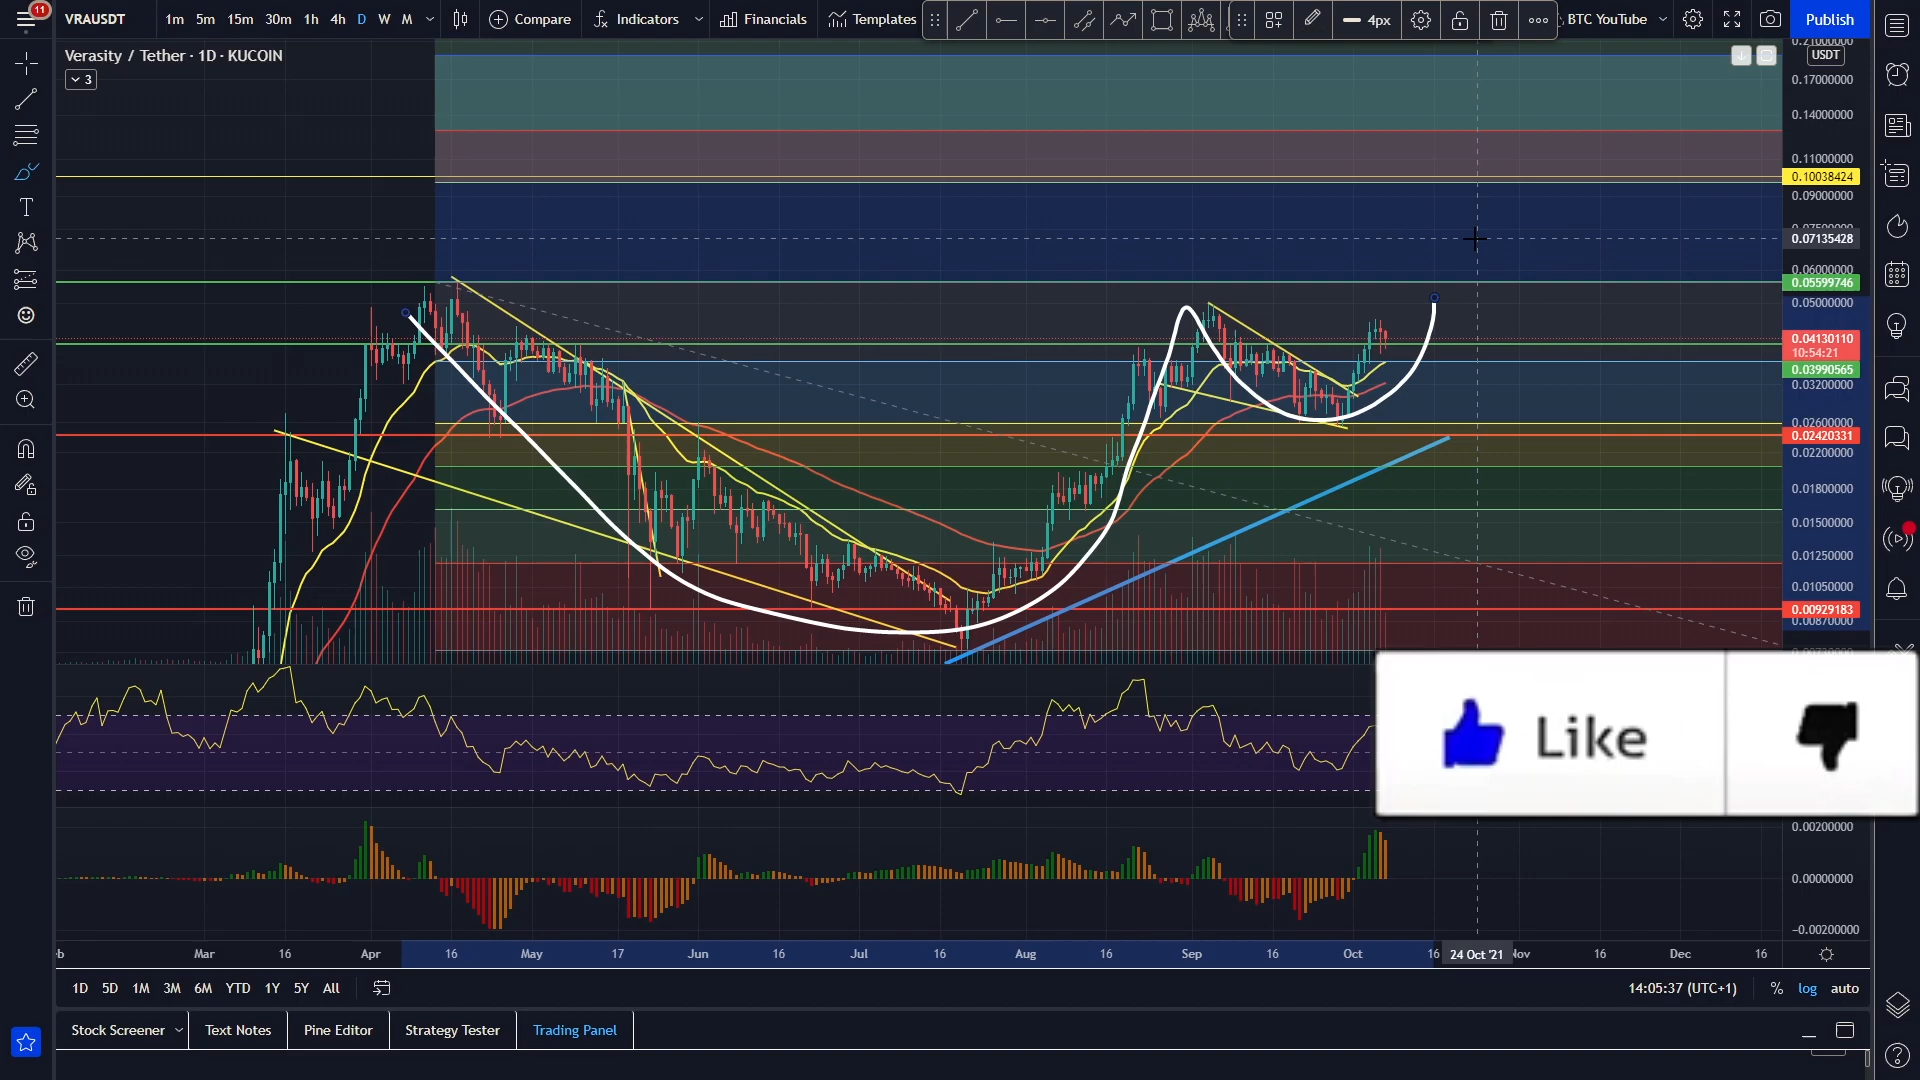 11
VRAUSDT
1m 5m 15m 30m 1h 4h D W M
Compare
Indicators
Financials
Templates
4px
BTC YouTube
Publish
Verasity / Tether · 1D · KUCOIN
3
USDT
0.17000000
0.14000000
0.11000000
0.10038424
0.09000000
0.07135428
0.06000000
0.05599746
0.05000000
0.04130110
10:54:21
0.03990565
0.03200000
0.02600000
0.02420331
0.02200000
0.01800000
0.01500000
0.01250000
0.01050000
0.00929183
0.00870000
Like
0.00200000
0.00000000
−0.00200000
Mar 16 Apr 16 May 17 Jun 16 Jul 16 Aug 16 Sep 16 Oct 16 24 Oct '21 Nov 16 Dec 16
1D 5D 1M 3M 6M YTD 1Y 5Y All
14:05:37 (UTC+1) % log auto
Stock Screener
Text Notes
Pine Editor
Strategy Tester
Trading Panel